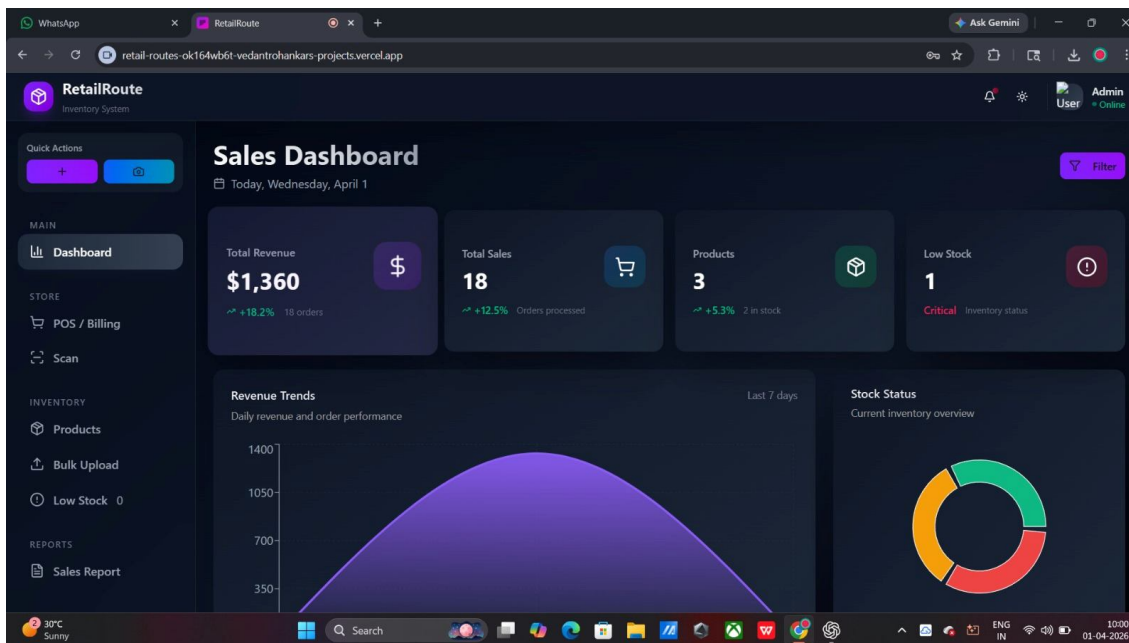 WhatsApp
RetailRoute
Ask Gemini
retail-routes-ok164wb6t-vedantrohankars-projects.vercel.app
RetailRoute
Inventory System
User
Admin
Online
Quick Actions
+
MAIN
Dashboard
STORE
POS / Billing
Scan
INVENTORY
Products
Bulk Upload
Low Stock 0
REPORTS
Sales Report
Sales Dashboard
Today, Wednesday, April 1
Filter
Total Revenue
$1,360
+18.2% 18 orders
$
Total Sales
18
+12.5% Orders processed
Products
3
+5.3% 2 in stock
Low Stock
1
Critical Inventory status
Revenue Trends
Last 7 days
Daily revenue and order performance
1400
1050
700
350
Stock Status
Current inventory overview
2
30°C
Sunny
Search
ENG
IN
10:00
01-04-2026